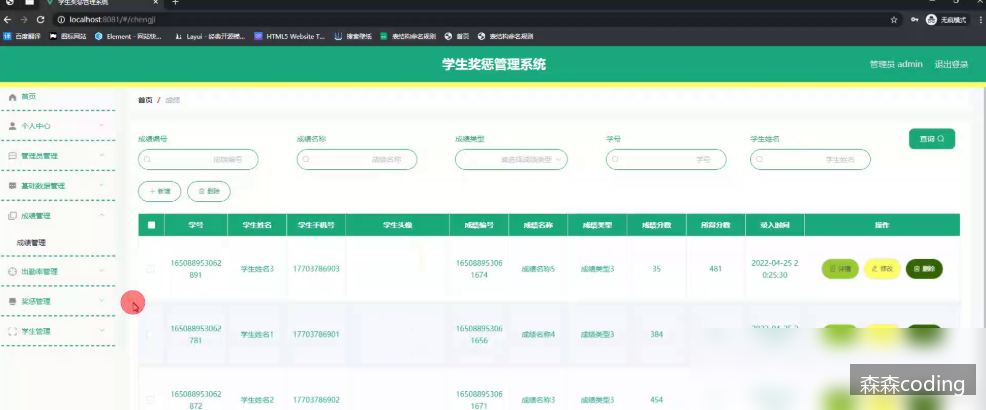 学生奖惩管理系统
localhost:8081/#/chengji
无痕模式
百度翻译 图标网站 Element - 网站快... Layui - 经典开源模... HTML5 Website T... 搜索壁纸 表结构命名规则 首页 表结构命名规则
学生奖惩管理系统
管理员 admin 退出登录
首页
个人中心
管理员管理
基础数据管理
成绩管理
成绩管理
出勤率管理
奖惩管理
学生管理
首页 / 成绩
成绩编号 成绩名称 成绩类型 学号 学生姓名
成绩编号 成绩名称 请选择成绩类型 学号 学生姓名 查询
新增 删除
学号 学生姓名 学生手机号 学生头像 成绩编号 成绩名称 成绩类型 成绩分数 所得分数 录入时间 操作
165088953062891 学生姓名3 17703786903 165088953061674 成绩名称5 成绩类型3 35 481 2022-04-25 20:25:30 详情 修改 删除
165088953062781 学生姓名1 17703786901 165088953061656 成绩名称4 成绩类型3 384
165088953062872 学生姓名2 17703786902 165088953061671 成绩名称3 成绩类型3 454
森森coding